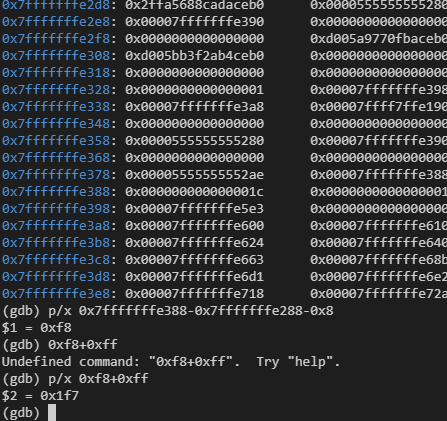 0x7fffffffe2d8: 0x2ffa5688cadaceb0 0x0000555555555280
0x7fffffffe2e8: 0x00007fffffffe390 0x0000000000000000
0x7fffffffe2f8: 0x0000000000000000 0xd005a9770fbaceb0
0x7fffffffe308: 0xd005bb3f2ab4ceb0 0x0000000000000000
0x7fffffffe318: 0x0000000000000000 0x0000000000000000
0x7fffffffe328: 0x0000000000000001 0x00007fffffffe398
0x7fffffffe338: 0x00007fffffffe3a8 0x00007ffff7ffe190
0x7fffffffe348: 0x0000000000000000 0x0000000000000000
0x7fffffffe358: 0x0000555555555280 0x00007fffffffe390
0x7fffffffe368: 0x0000000000000000 0x0000000000000000
0x7fffffffe378: 0x00005555555552ae 0x00007fffffffe388
0x7fffffffe388: 0x000000000000001c 0x0000000000000001
0x7fffffffe398: 0x00007fffffffe5e3 0x0000000000000000
0x7fffffffe3a8: 0x00007fffffffe600 0x00007fffffffe610
0x7fffffffe3b8: 0x00007fffffffe624 0x00007fffffffe640
0x7fffffffe3c8: 0x00007fffffffe663 0x00007fffffffe68b
0x7fffffffe3d8: 0x00007fffffffe6d1 0x00007fffffffe6e2
0x7fffffffe3e8: 0x00007fffffffe718 0x00007fffffffe72a
(gdb) p/x 0x7fffffffe388-0x7fffffffe288-0x8
$1 = 0xf8
(gdb) 0xf8+0xff
Undefined command: "0xf8+0xff".  Try "help".
(gdb) p/x 0xf8+0xff
$2 = 0x1f7
(gdb)